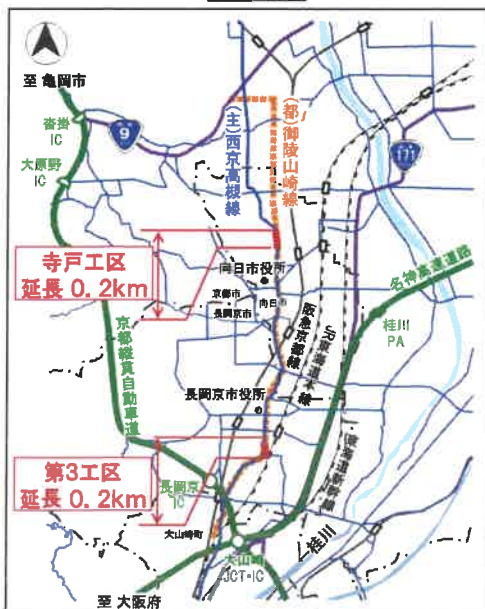 至 亀岡市
沓掛
IC
9
大原野
IC
(主)西京高槻線
(都)御陵山崎線
171
寺戸工区
延長 0.2km
向日市役所
京都市
向日市
長岡京市
阪急京都線
JR東海道本線
名神高速道路
桂川
PA
京都縦貫自動車道
長岡京市役所
東海道新幹線
第3工区
延長 0.2km
長岡京
IC
大山崎町
大山崎
JCT・IC
桂川
至 大阪府